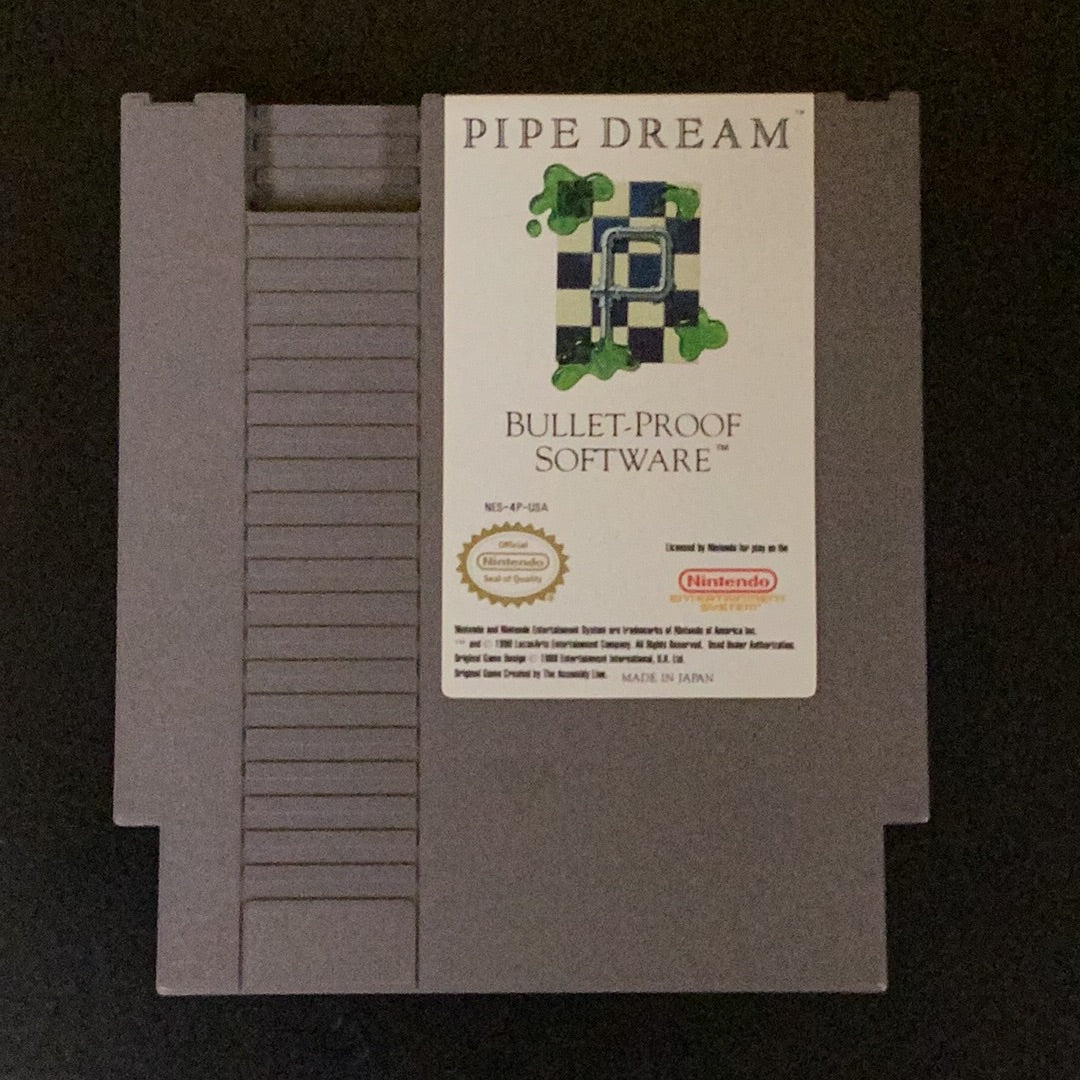 PIPE DREAM™
BULLET-PROOF
SOFTWARE™
NES-4P-USA
Official
Nintendo
Seal of Quality
Licensed by Nintendo for play on the
Nintendo
ENTERTAINMENT
SYSTEM
Nintendo and Nintendo Entertainment System are trademarks of Nintendo of America Inc.
™ and © 1990 LucasArts Entertainment Company. All Rights Reserved. Used Under Authorization.
Original Game Design © 1989 Entertainment International, U.K. Ltd.
Original Game Created by The Assembly Line.
MADE IN JAPAN